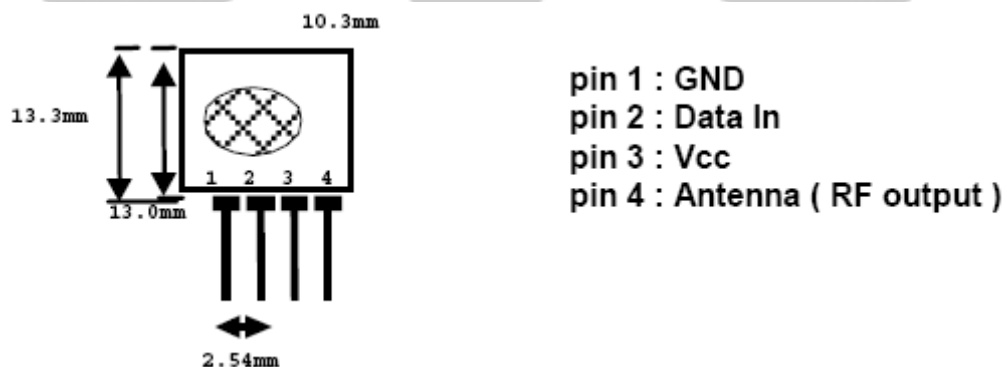 10.3mm
13.3mm
13.0mm
1 2 3 4
2.54mm
pin 1 : GND
pin 2 : Data In
pin 3 : Vcc
pin 4 : Antenna ( RF output )